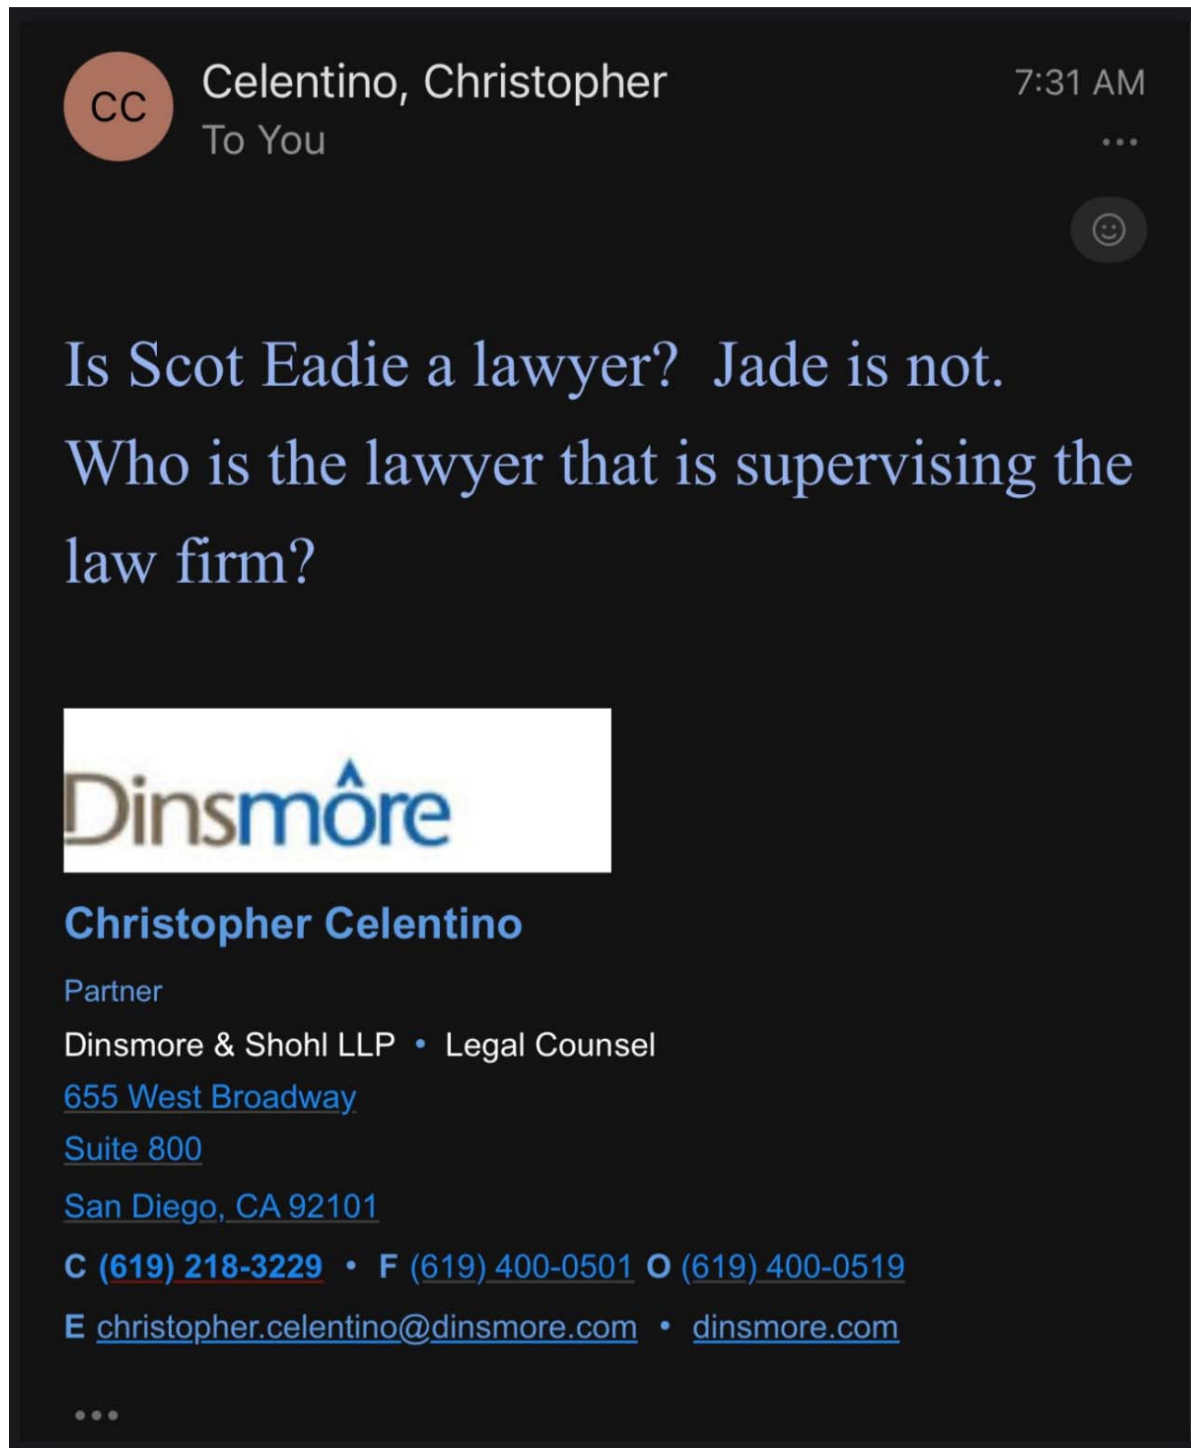 CC
Celentino, Christopher
7:31 AM
To You
Is Scot Eadie a lawyer?  Jade is not.
Who is the lawyer that is supervising the
law firm?
Dinsmôre
Christopher Celentino
Partner
Dinsmore & Shohl LLP • Legal Counsel
655 West Broadway
Suite 800
San Diego, CA 92101
C (619) 218-3229 • F (619) 400-0501 O (619) 400-0519
E christopher.celentino@dinsmore.com • dinsmore.com